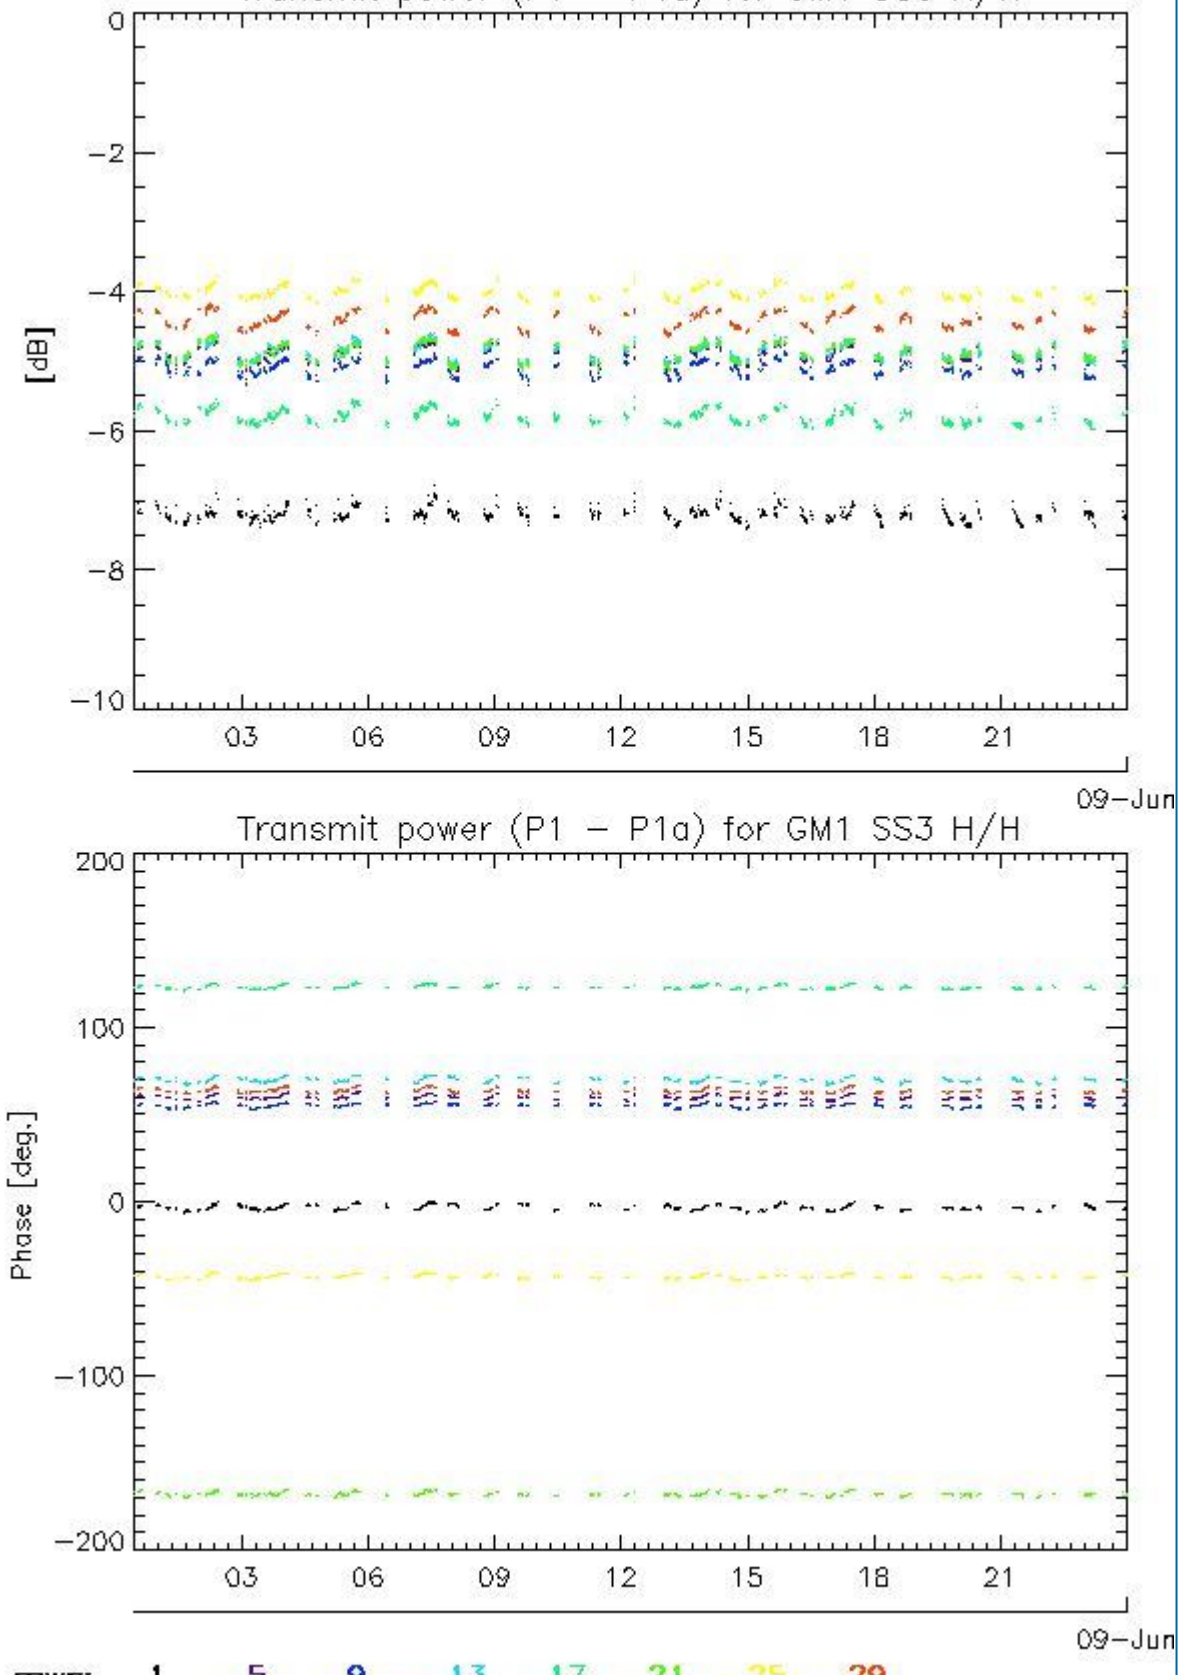 0
−2
−4
−6
−8
−10
[dB]
03 06 09 12 15 18 21
09-Jun
Transmit power (P1 − P1a) for GM1 SS3 H/H
200
100
0
−100
−200
Phase [deg.]
03 06 09 12 15 18 21
09-Jun
1 5 9 13 17 21 25 29